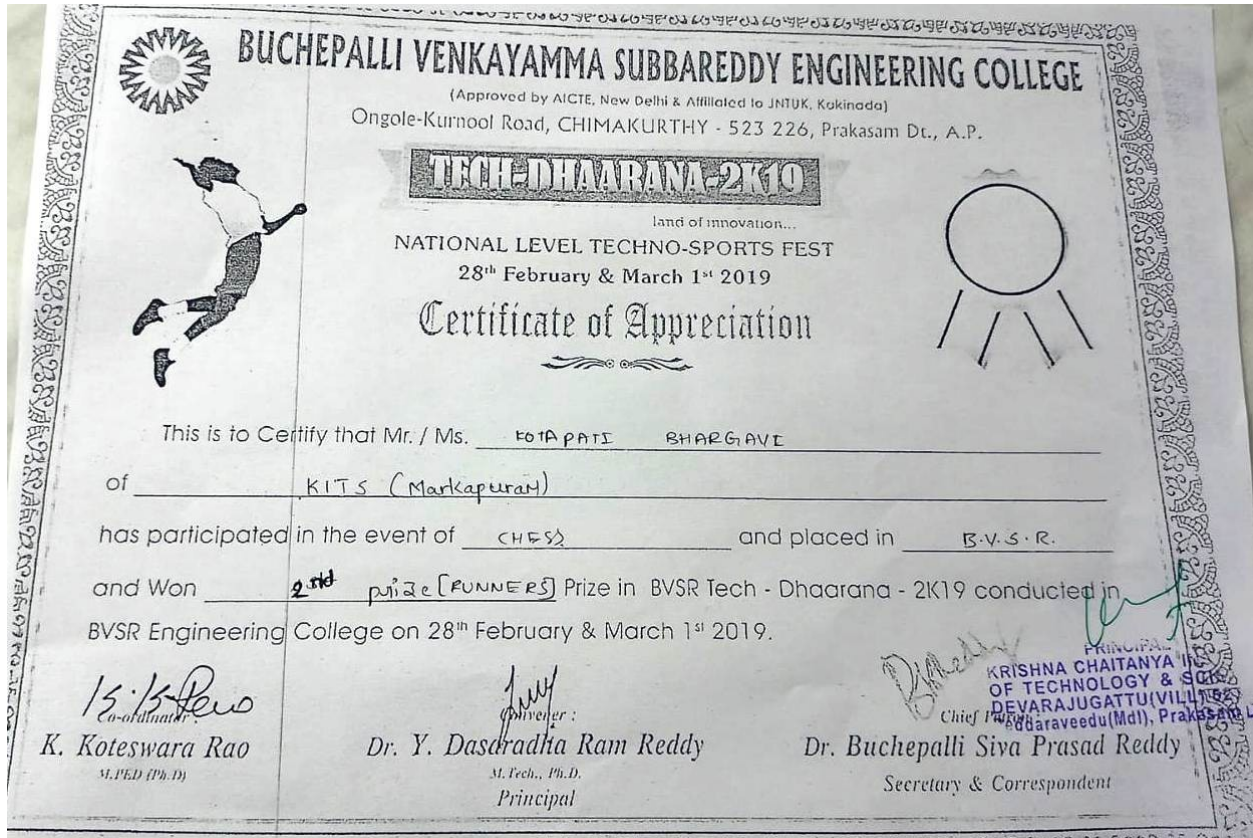 BUCHEPALLI VENKAYAMMA SUBBAREDDY ENGINEERING COLLEGE
(Approved by AICTE, New Delhi & Affiliated to JNTUK, Kakinada)
Ongole-Kurnool Road, CHIMAKURTHY - 523 226, Prakasam Dt., A.P.
TECH-DHAARANA-2K19
land of innovation...
NATIONAL LEVEL TECHNO-SPORTS FEST
28th February & March 1st 2019
Certificate of Appreciation
This is to Certify that Mr. / Ms. KOTAPATI BHARGAVI
of KITS (Markapuram)
has participated in the event of CHESS and placed in B.V.S.R.
and Won 2nd prize [RUNNERS] Prize in BVSR Tech - Dhaarana - 2K19 conducted in
BVSR Engineering College on 28th February & March 1st 2019.
PRINCIPAL
KRISHNA CHAITANYA
OF TECHNOLOGY &
DEVARAJUGATTU(VILL)
Peddaraveedu(Mdl), Prakasam
Co-ordinator Convener : Chief Patron
K. Koteswara Rao Dr. Y. Dasaradha Ram Reddy Dr. Buchepalli Siva Prasad Reddy
M.PED (Ph.D) M.Tech., Ph.D. Secretary & Correspondent
Principal